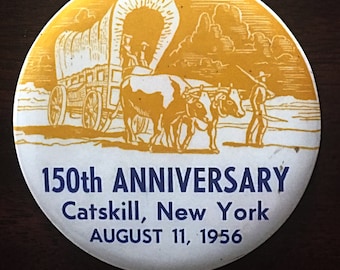 150th ANNIVERSARY
Catskill, New York
AUGUST 11, 1956